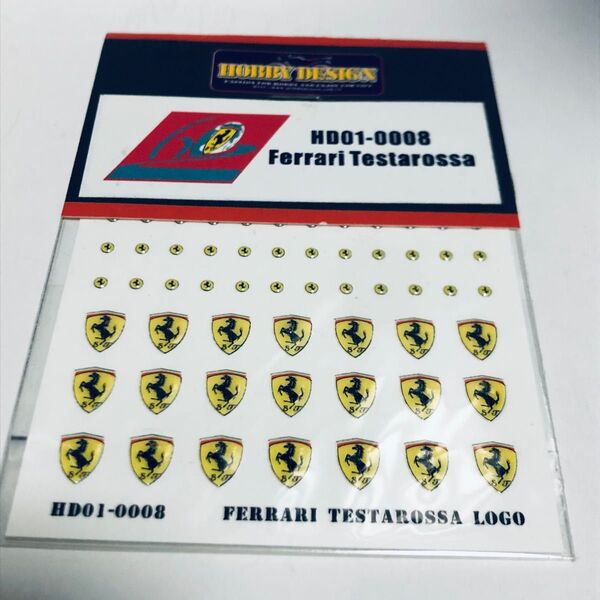 HOBBY DESIGN
HD01-0008
Ferrari Testarossa
HD01-0008 FERRARI TESTAROSSA LOGO